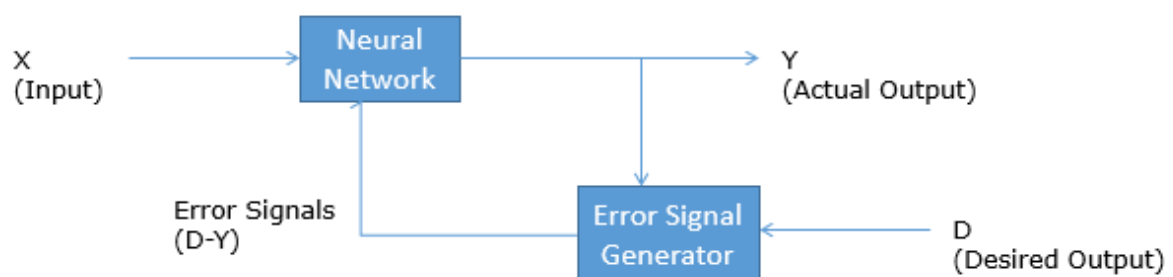 X
(Input)
Neural
Network
Y
(Actual Output)
Error Signals
(D-Y)
Error Signal
Generator
D
(Desired Output)